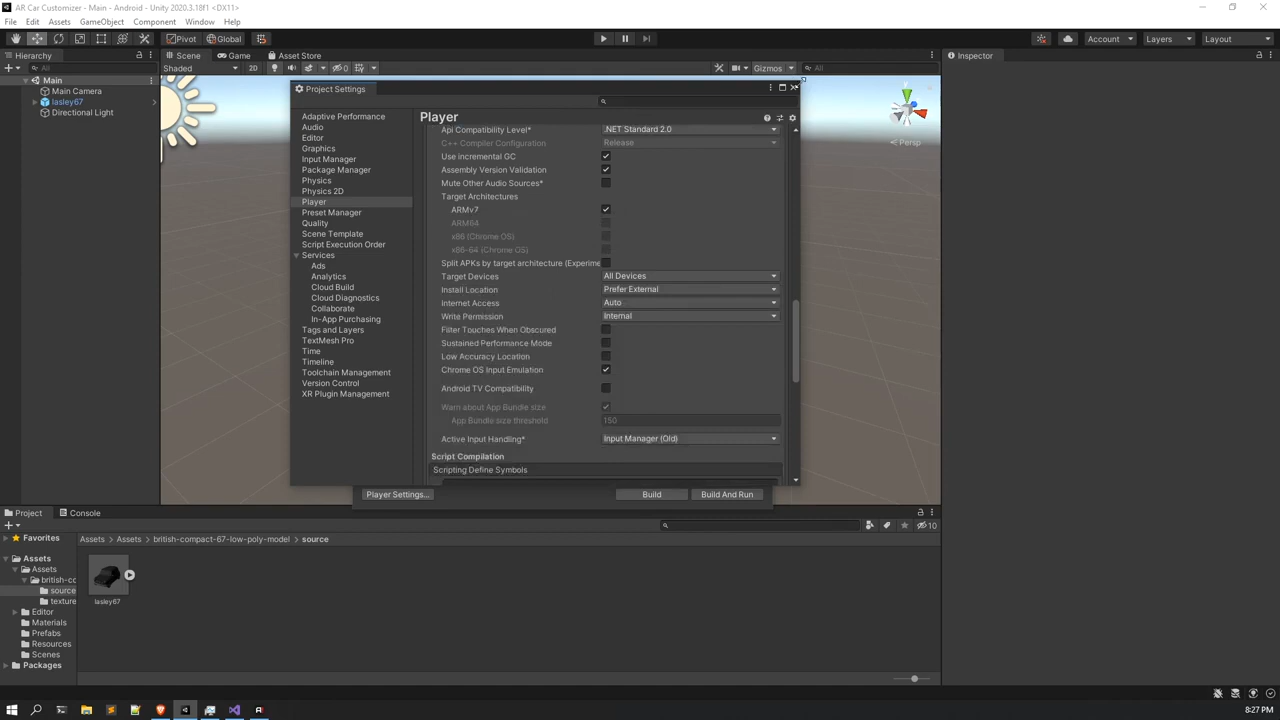 AR Car Customizer - Main - Android - Unity 2020.3.18f1 <DX11>
File Edit Assets GameObject Component Window Help
Pivot Global Account Layers Layout
Hierarchy Scene Game Asset Store Inspector
All Shaded 2D 0 Gizmos All
Main
Main Camera
lasley67
Directional Light
Persp
Project Settings
Adaptive Performance
Audio
Editor
Graphics
Input Manager
Package Manager
Physics
Physics 2D
Player
Preset Manager
Quality
Scene Template
Script Execution Order
Services
Ads
Analytics
Cloud Build
Cloud Diagnostics
Collaborate
In-App Purchasing
Tags and Layers
TextMesh Pro
Time
Timeline
Toolchain Management
Version Control
XR Plugin Management
Player
Api Compatibility Level* .NET Standard 2.0
C++ Compiler Configuration Release
Use incremental GC
Assembly Version Validation
Mute Other Audio Sources*
Target Architectures
ARMv7
ARM64
x86 (Chrome OS)
x86-64 (Chrome OS)
Split APKs by target architecture (Experime
Target Devices All Devices
Install Location Prefer External
Internet Access Auto
Write Permission Internal
Filter Touches When Obscured
Sustained Performance Mode
Low Accuracy Location
Chrome OS Input Emulation
Android TV Compatibility
Warn about App Bundle size
App Bundle size threshold 150
Active Input Handling* Input Manager (Old)
Script Compilation
Scripting Define Symbols
Player Settings... Build Build And Run
Project Console
10
Favorites
Assets
Assets
british-co
source
texture
Editor
Materials
Prefabs
Resources
Scenes
Packages
Assets > Assets > british-compact-67-low-poly-model > source
lasley67
8:27 PM